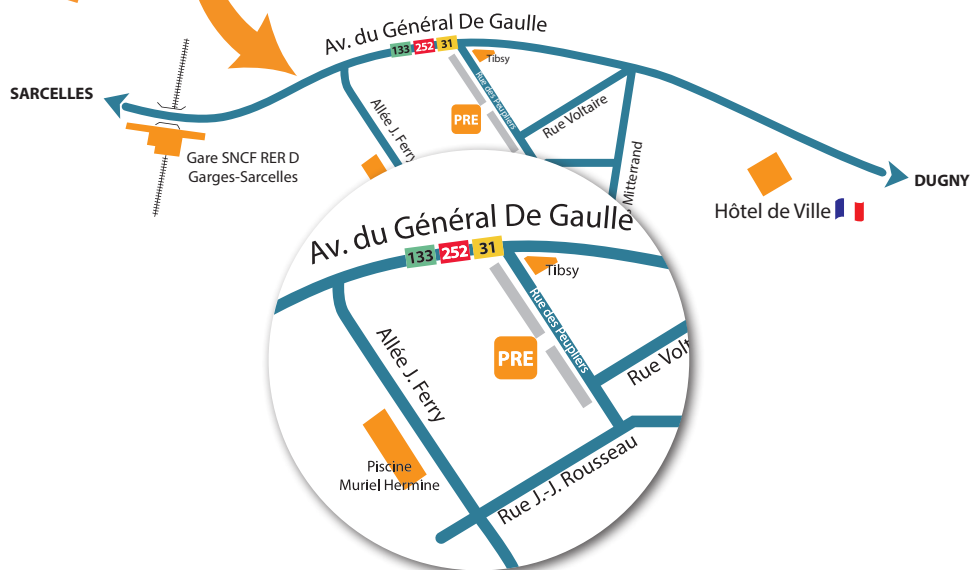 Av. du Général De Gaulle
133 252 31
Tibsy
SARCELLES
Allée J. Ferry
PRE
Rue des Peupliers
Rue Voltaire
Gare SNCF RER D
Garges-Sarcelles
Mitterrand
DUGNY
Hôtel de Ville
Av. du Général De Gaulle
133 252 31
Tibsy
Rue des Peupliers
Allée J. Ferry
PRE
Rue Volt
Piscine
Muriel Hermine
Rue J.-J. Rousseau